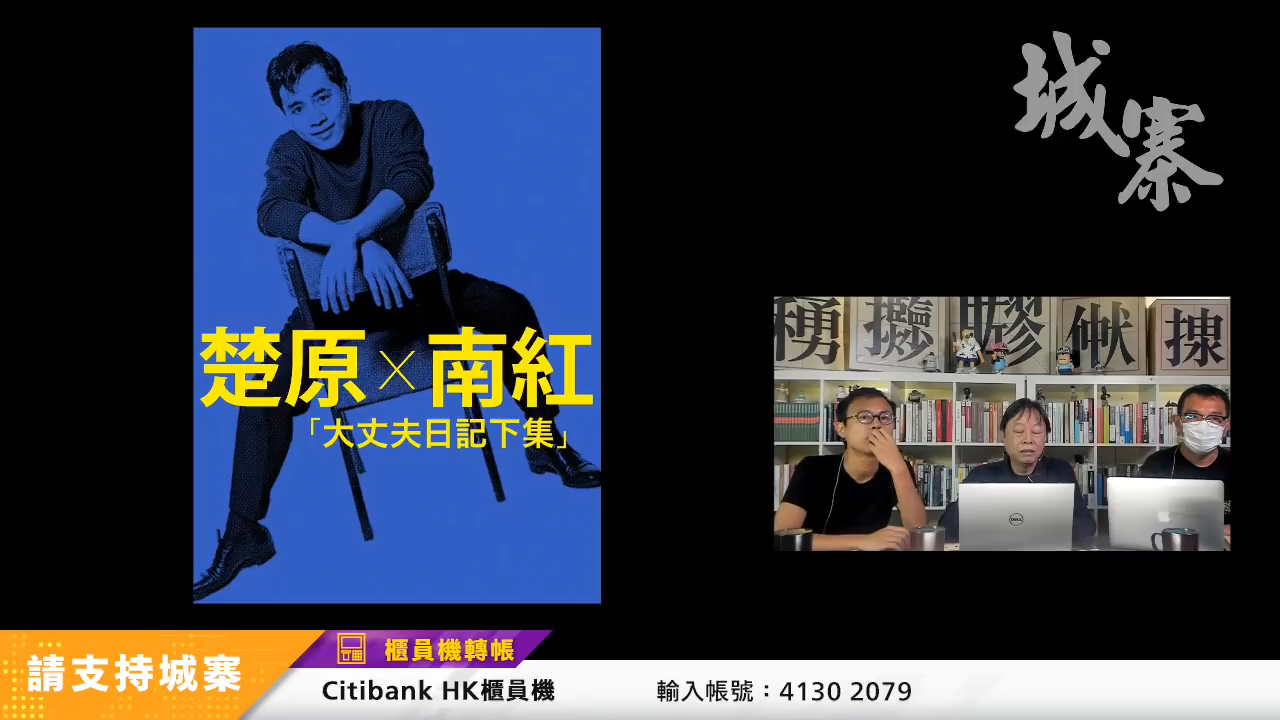 城寨
楚原×南紅
「大丈夫日記下集」
DELL
請支持城寨
櫃員機轉帳
Citibank HK櫃員機
輸入帳號：4130 2079